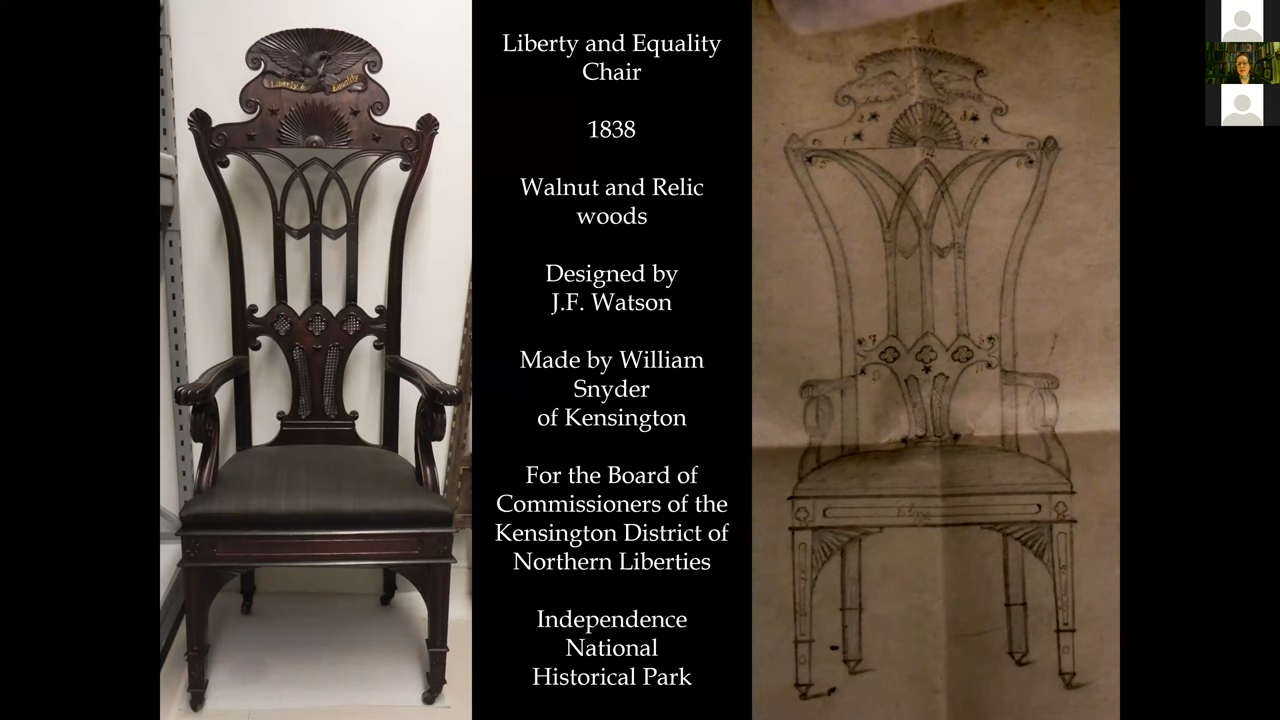 Liberty & Equality
Liberty and Equality
Chair
1838
Walnut and Relic
woods
Designed by
J.F. Watson
Made by William
Snyder
of Kensington
For the Board of
Commissioners of the
Kensington District of
Northern Liberties
Independence
National
Historical Park